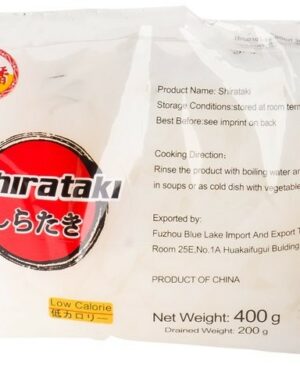 番
Shirataki
しらたき
Low Calorie
低カロリー
Product Name: Shirataki
Storage Conditions:stored at room tem
Best Before:see imprint on back
Cooking Direction:
Rinse the product with boiling water an
in soups or as cold dish with vegetable
Exported by:
Fuzhou Blue Lake Import And Export T
Room 25E,No.1A Huakaifugui Bulding
PRODUCT OF CHINA
Net Weight: 400 g
Drained Weight: 200 g